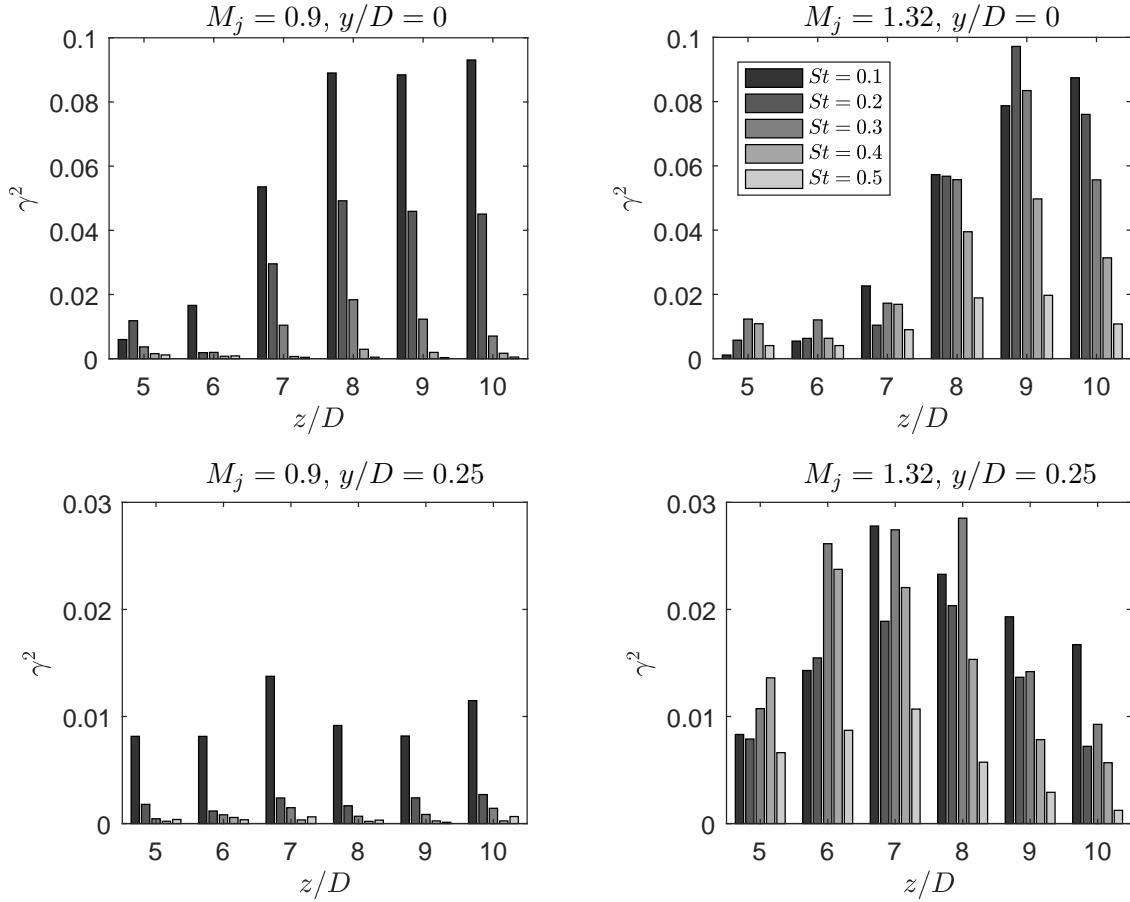 M_j = 0.9, y/D = 0
0.1
0.08
0.06
0.04
0.02
0
γ²
5 6 7 8 9 10
z/D
M_j = 1.32, y/D = 0
0.1
0.08
0.06
0.04
0.02
0
γ²
St = 0.1
St = 0.2
St = 0.3
St = 0.4
St = 0.5
5 6 7 8 9 10
z/D
M_j = 0.9, y/D = 0.25
0.03
0.02
0.01
0
γ²
5 6 7 8 9 10
z/D
M_j = 1.32, y/D = 0.25
0.03
0.02
0.01
0
γ²
5 6 7 8 9 10
z/D